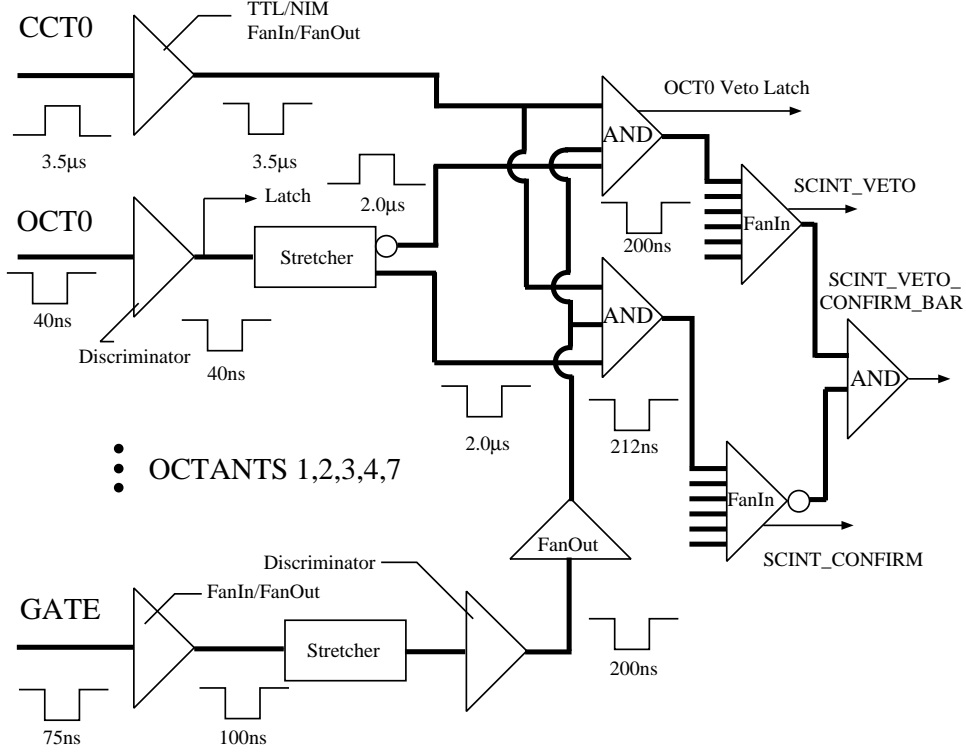 CCT0
TTL/NIM
FanIn/FanOut
3.5μs
3.5μs
OCT0 Veto Latch
AND
2.0μs
Latch
OCT0
Stretcher
40ns
Discriminator
40ns
200ns
SCINT_VETO
FanIn
SCINT_VETO_
CONFIRM_BAR
AND
AND
2.0μs
212ns
OCTANTS 1,2,3,4,7
FanIn
SCINT_CONFIRM
FanOut
Discriminator
FanIn/FanOut
GATE
Stretcher
200ns
75ns
100ns